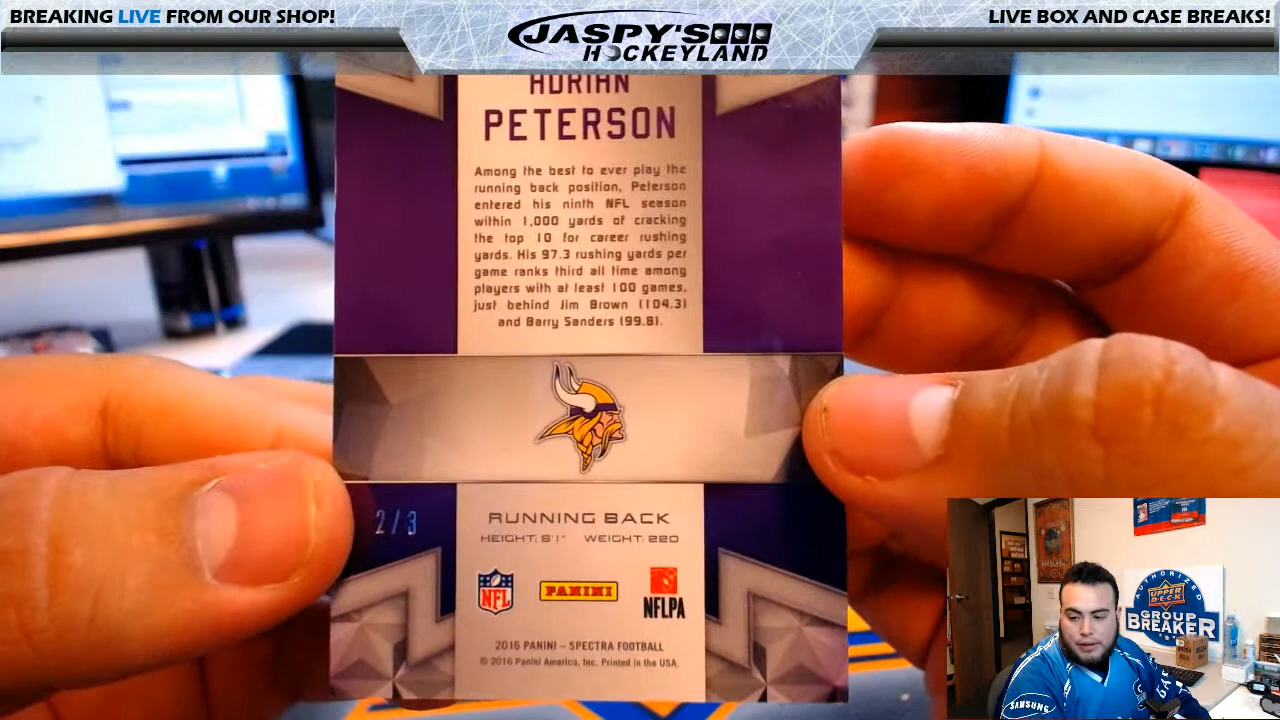 BREAKING LIVE FROM OUR SHOP!
JASPY'S
HOCKEYLAND
LIVE BOX AND CASE BREAKS!
ADRIAN
PETERSON
Among the best to ever play the
running back position, Peterson
entered his ninth NFL season
within 1,000 yards of cracking
the top 10 for career rushing
yards. His 97.3 rushing yards per
game ranks third all time among
players with at least 100 games,
just behind Jim Brown (104.3)
and Barry Sanders (99.8).
2/3
RUNNING BACK
HEIGHT: 6'1" WEIGHT: 220
NFL
PANINI
NFLPA
2016 PANINI – SPECTRA FOOTBALL
© 2016 Panini America, Inc. Printed in the USA.
AUTHORIZED
UPPER DECK
GROUP
BREAKER
SAMSUNG